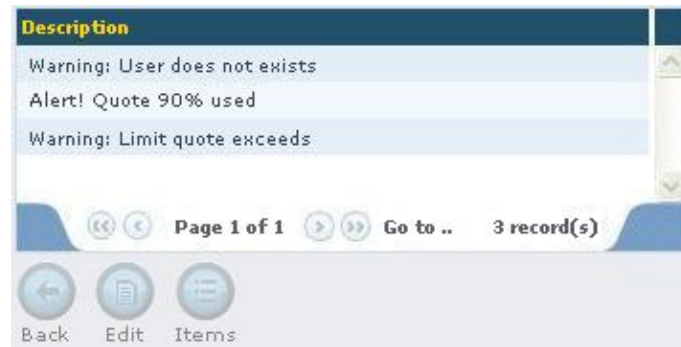 Description
Warning: User does not exists
Alert! Quote 90% used
Warning: Limit quote exceeds
Page 1 of 1 Go to .. 3 record(s)
Back Edit Items